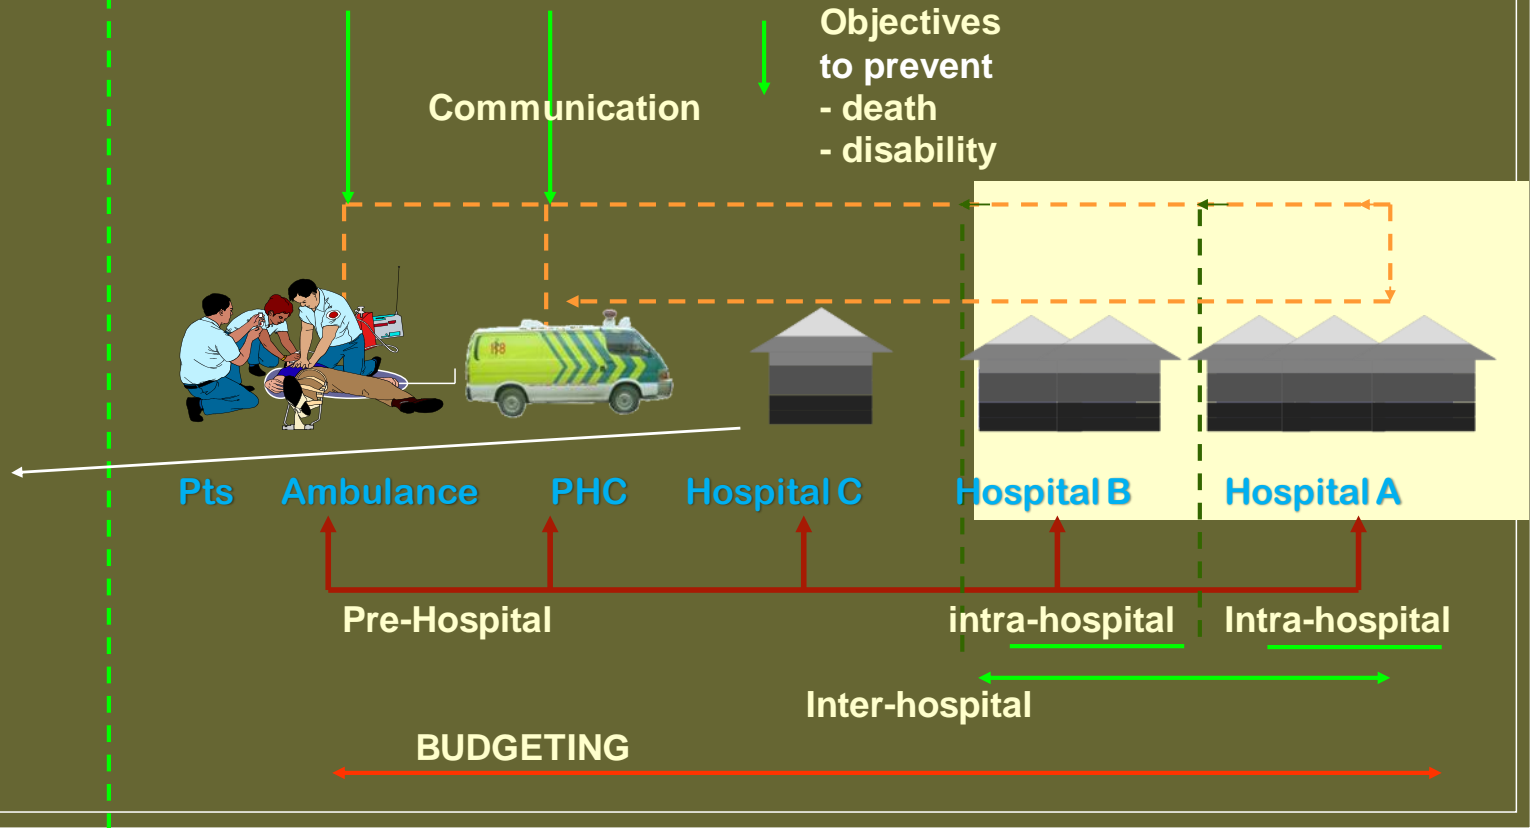 Objectives
to prevent
- death
- disability
Communication
Pts Ambulance PHC Hospital C Hospital B Hospital A
Pre-Hospital intra-hospital Intra-hospital
Inter-hospital
BUDGETING